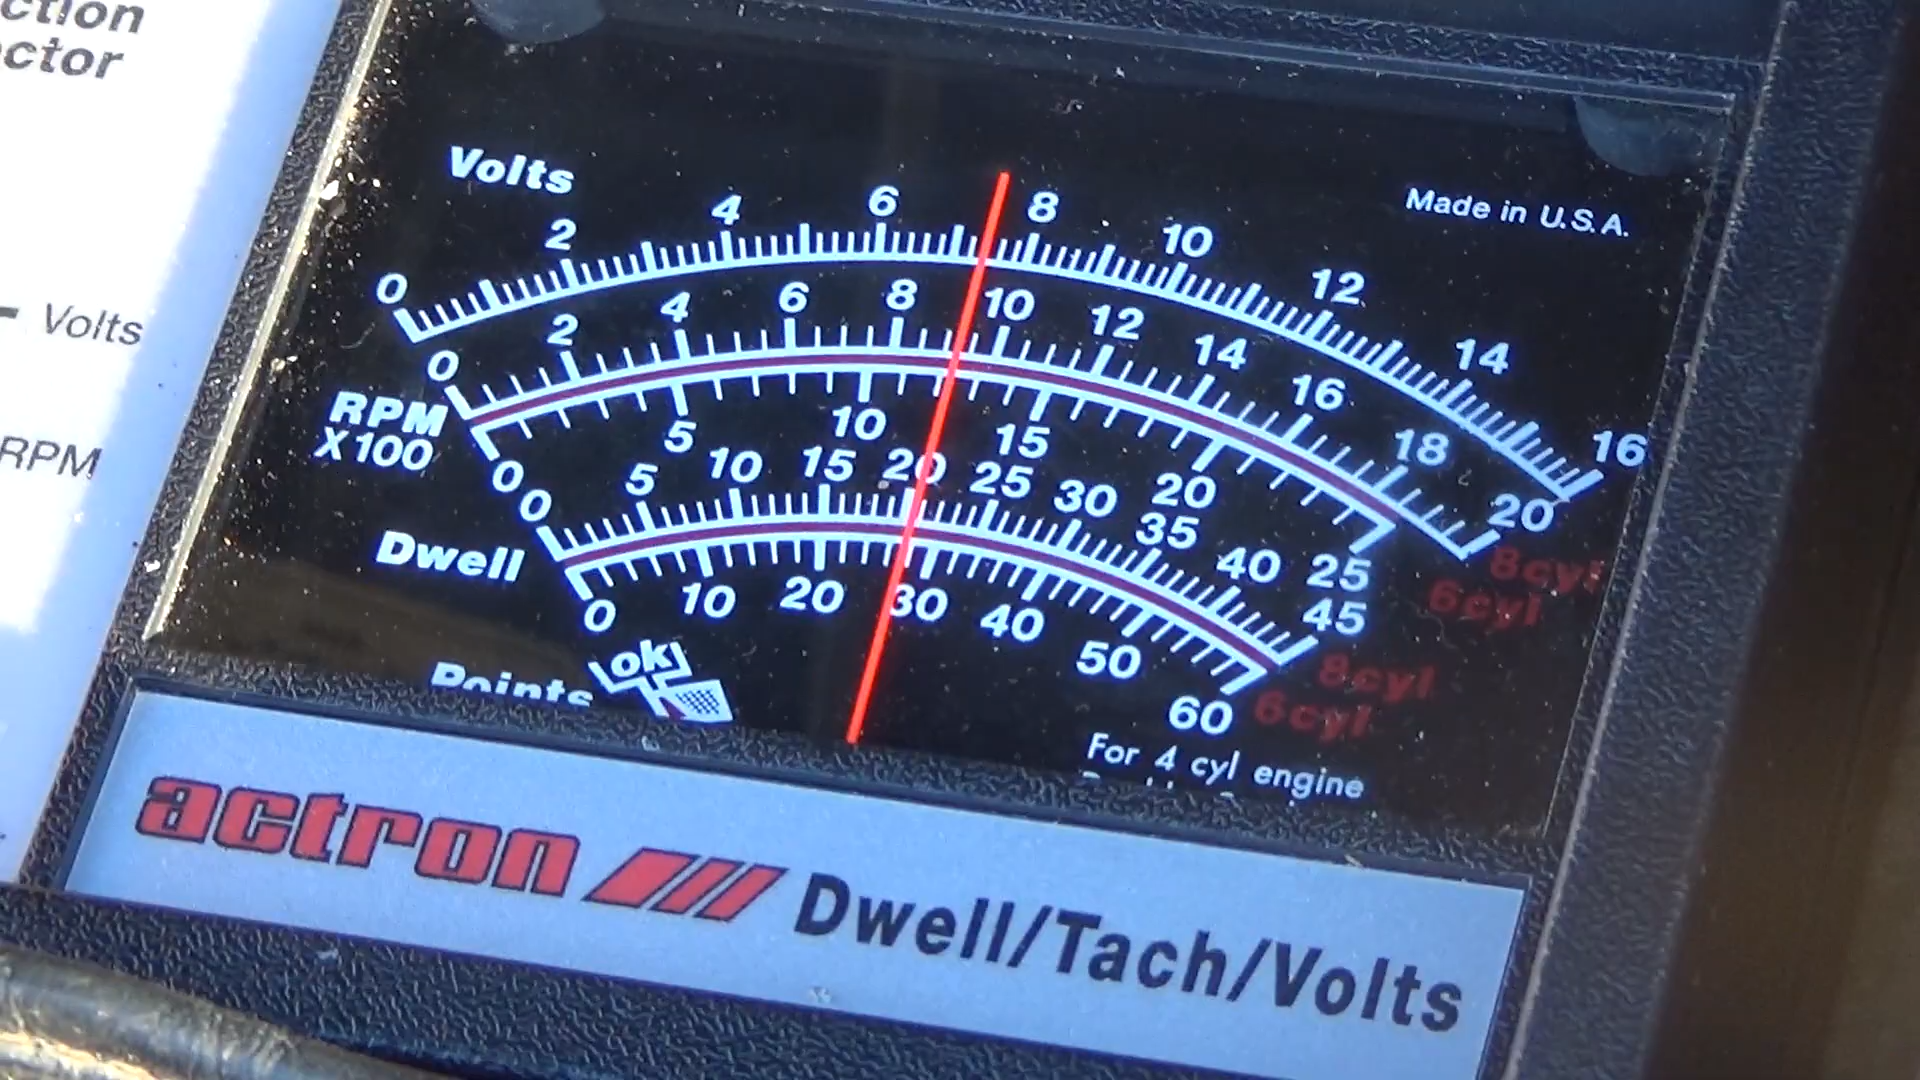 ction
ector
Volts
RPM
Volts
Made in U.S.A.
0 2 4 6 8 10 12 14 16
0 2 4 6 8 10 12 14 16 18 20
8cyl
RPM
X100
0 5 10 15 20 25
6cyl
0 5 10 15 20 25 30 35 40 45
8cyl
Dwell
0 10 20 30 40 50 60
6cyl
ok
Points
For 4 cyl engine
actron Dwell/Tach/Volts